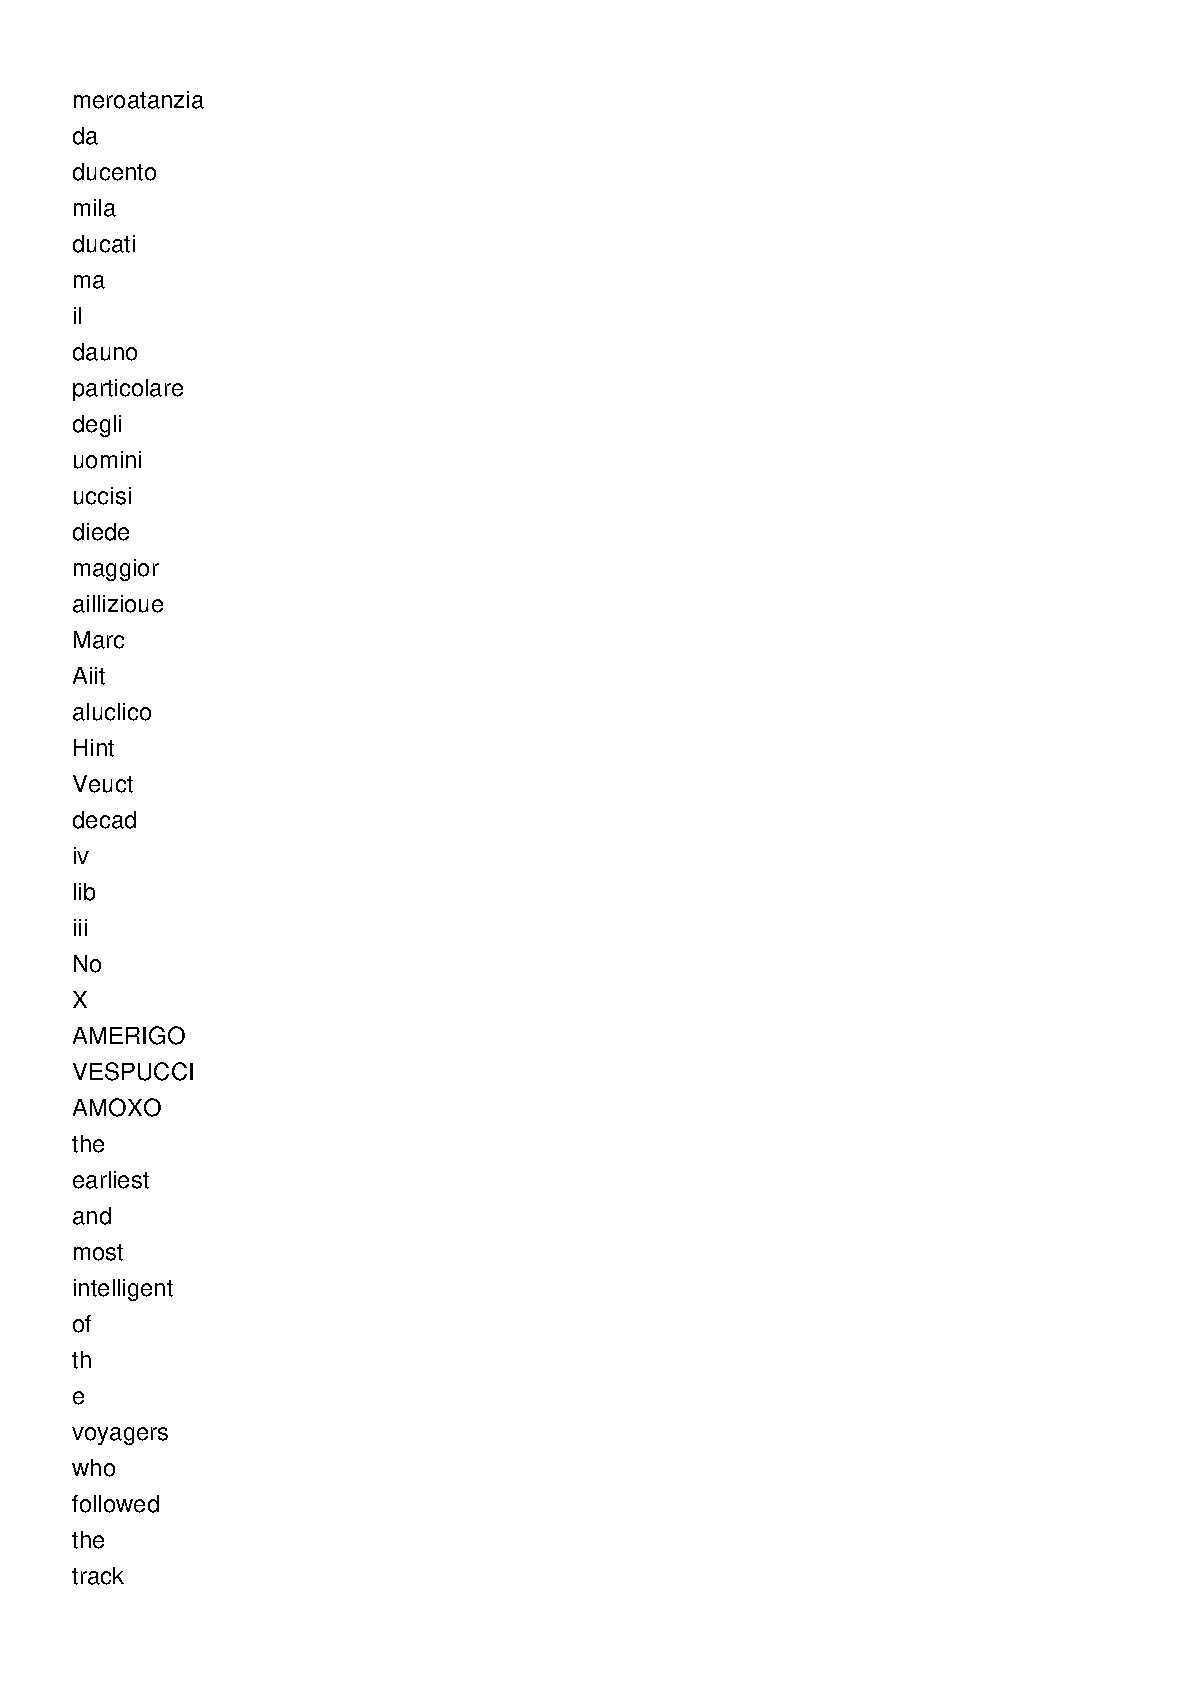 meroatanzia
da
ducento
mila
ducati
ma
il
dauno
particolare
degli
uomini
uccisi
diede
maggior
aillizioue
Marc
Aiit
aluclico
Hint
Veuct
decad
iv
lib
iii
No
X
AMERIGO
VESPUCCI
AMOXO
the
earliest
and
most
intelligent
of
th
e
voyagers
who
followed
the
track